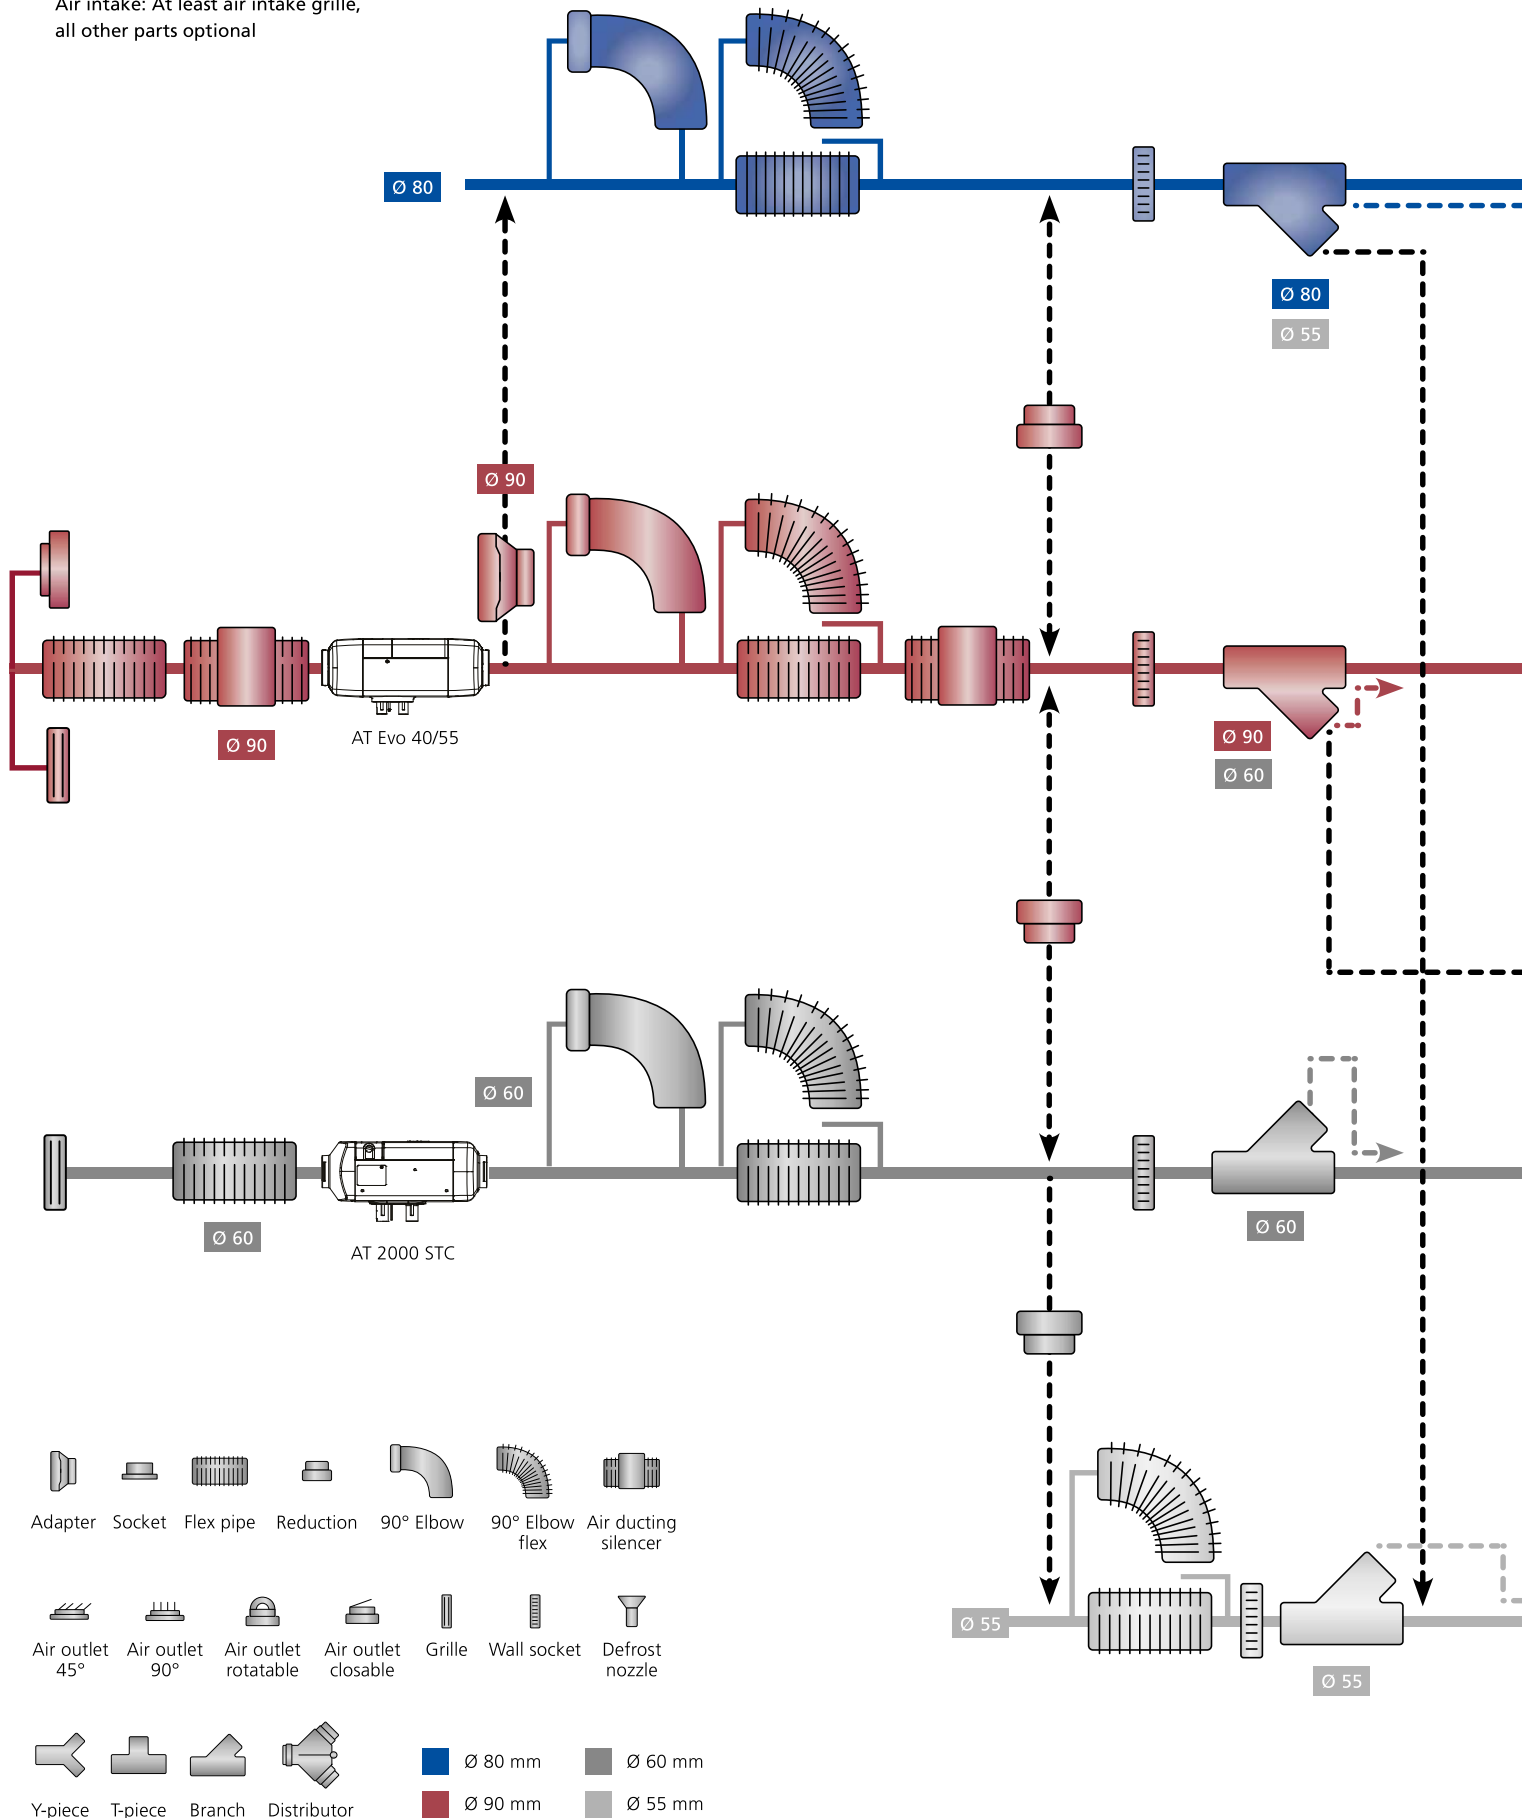 Air intake: At least air intake grille,
all other parts optional
Ø 80
Ø 80
Ø 55
Ø 90
Ø 90
AT Evo 40/55
Ø 90
Ø 60
Ø 60
Ø 60
AT 2000 STC
Ø 60
Adapter
Socket
Flex pipe
Reduction
90° Elbow
90° Elbow
flex
Air ducting
silencer
Ø 55
Ø 55
Air outlet
45°
Air outlet
90°
Air outlet
rotatable
Air outlet
closable
Grille
Wall socket
Defrost
nozzle
Y-piece
T-piece
Branch
Distributor
Ø 80 mm
Ø 60 mm
Ø 90 mm
Ø 55 mm